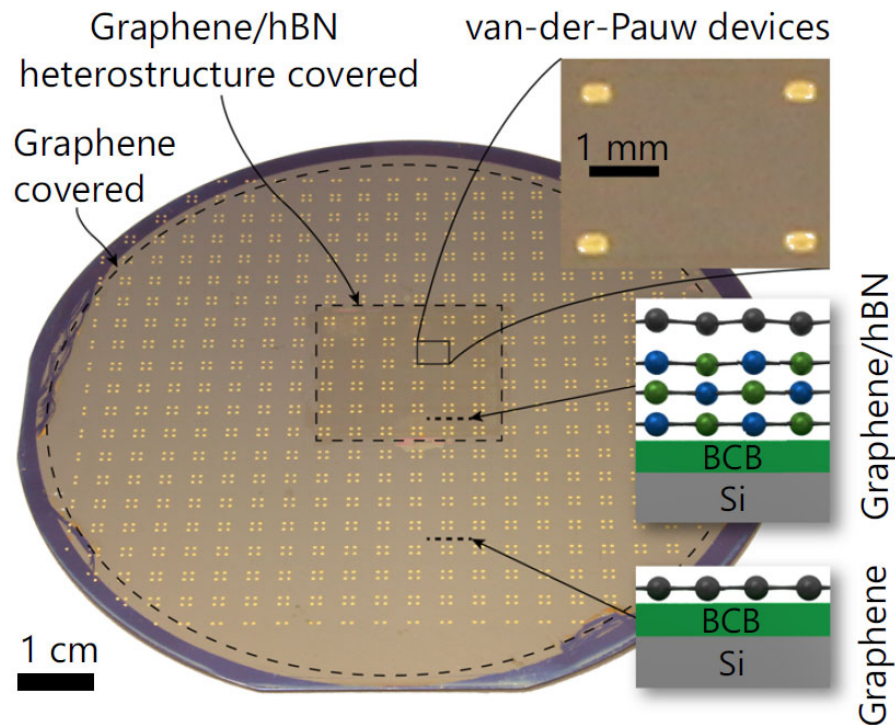 Graphene/hBN
heterostructure covered
van-der-Pauw devices
Graphene
covered
1 mm
Graphene/hBN
BCB
Si
Graphene
BCB
Si
1 cm